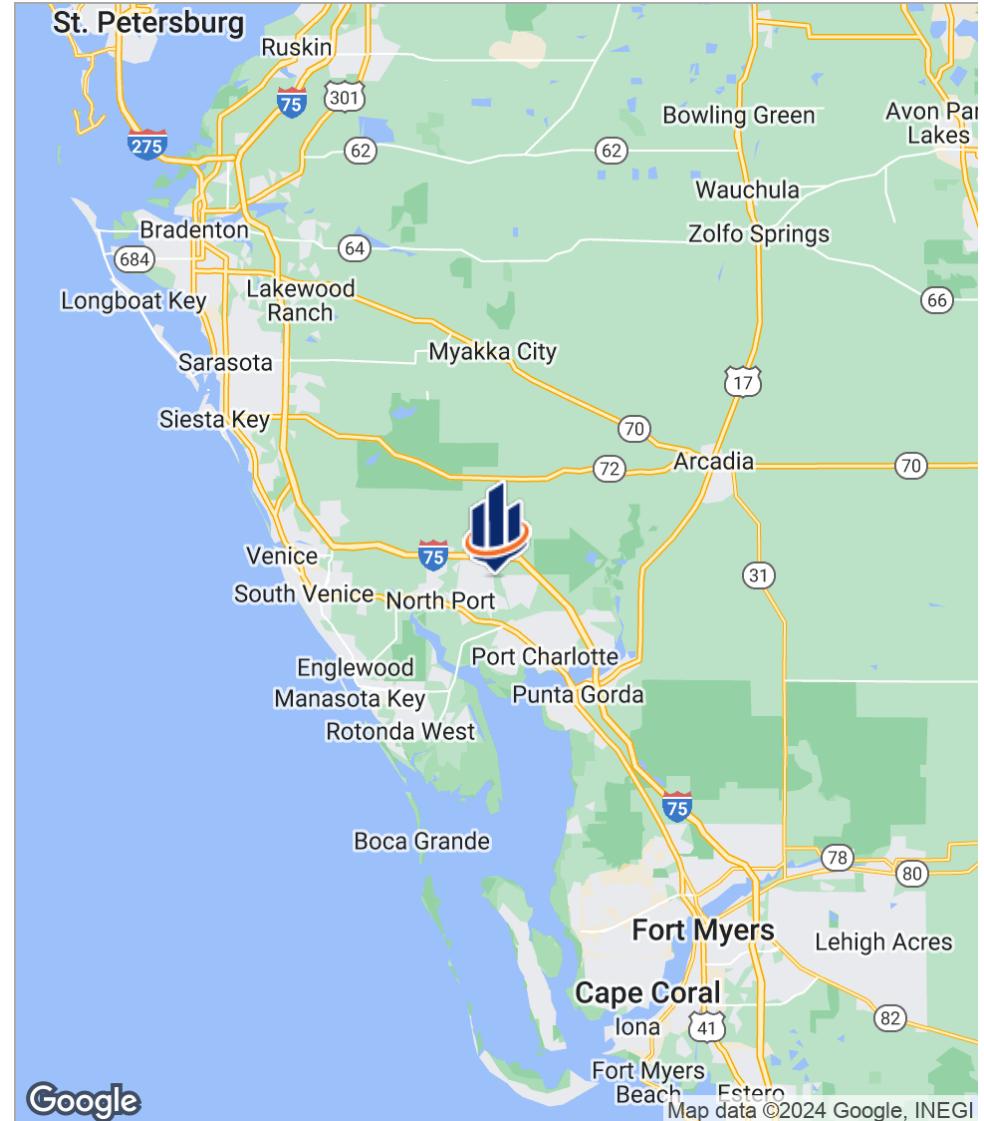 St. Petersburg
Ruskin
75
301
275
Bowling Green
Avon Par
Lakes
62
62
Wauchula
Zolfo Springs
Bradenton
64
684
Longboat Key
Lakewood
Ranch
66
Myakka City
Sarasota
17
Siesta Key
70
72
Arcadia
70
Venice
75
31
South Venice
North Port
Englewood
Port Charlotte
Manasota Key
Punta Gorda
Rotonda West
75
Boca Grande
78
80
Fort Myers
Lehigh Acres
Cape Coral
Iona
41
82
Fort Myers
Beach
Estero
Google
Map data ©2024 Google, INEGI